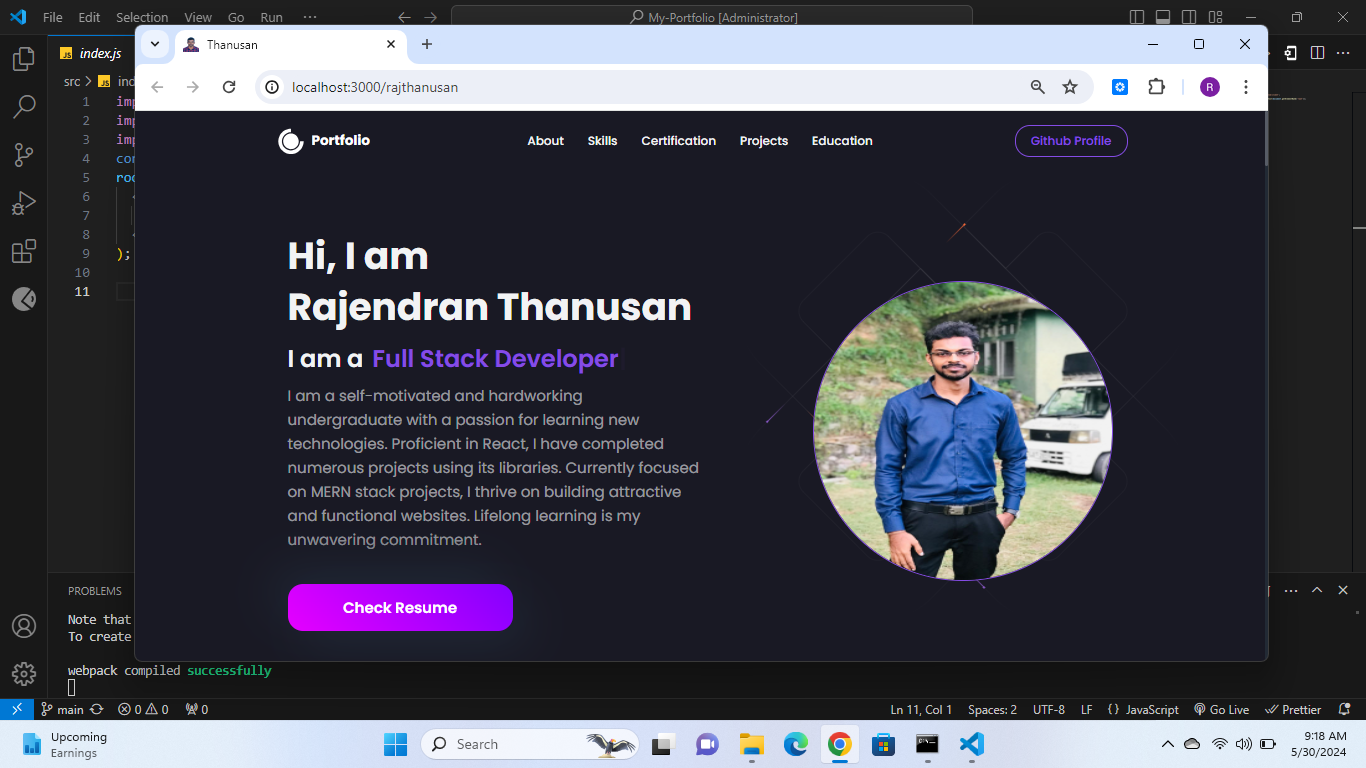 File Edit Selection View Go Run ···
My-Portfolio [Administrator]
index.js
src > JS ind
Thanusan
localhost:3000/rajthanusan
R
1 imp
2 imp
3 imp
4 con
5 roo
6
7
8
9 );
10
11
Portfolio
About Skills Certification Projects Education
Github Profile
Hi, I am
Rajendran Thanusan
I am a Full Stack Developer
I am a self-motivated and hardworking
undergraduate with a passion for learning new
technologies. Proficient in React, I have completed
numerous projects using its libraries. Currently focused
on MERN stack projects, I thrive on building attractive
and functional websites. Lifelong learning is my
unwavering commitment.
Check Resume
PROBLEMS
Note that
To create
webpack compiled successfully
main 0 0 0
Ln 11, Col 1 Spaces: 2 UTF-8 LF {} JavaScript Go Live Prettier
Upcoming
Earnings
Search
9:18 AM
5/30/2024